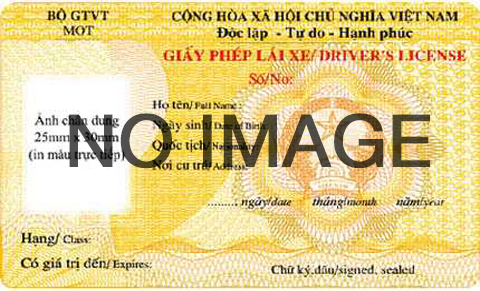 BỘ GTVT
MOT
CỘNG HÒA XÃ HỘI CHỦ NGHĨA VIỆT NAM
Độc lập - Tự do - Hạnh phúc
GIẤY PHÉP LÁI XE/ DRIVER'S LICENSE
Số/No:
Ảnh chân dung
25mm x 30mm
(in màu trực tiếp)
Họ tên/ Full Name :
Ngày sinh/ Date of Birth :
Quốc tịch/ Nationality:
Nơi cư trú/ Address:
NO IMAGE
......... ngày/date tháng/month năm/year
Hạng/ Class:
Có giá trị đến/ Expires:
Chữ ký,dấu/signed, sealed